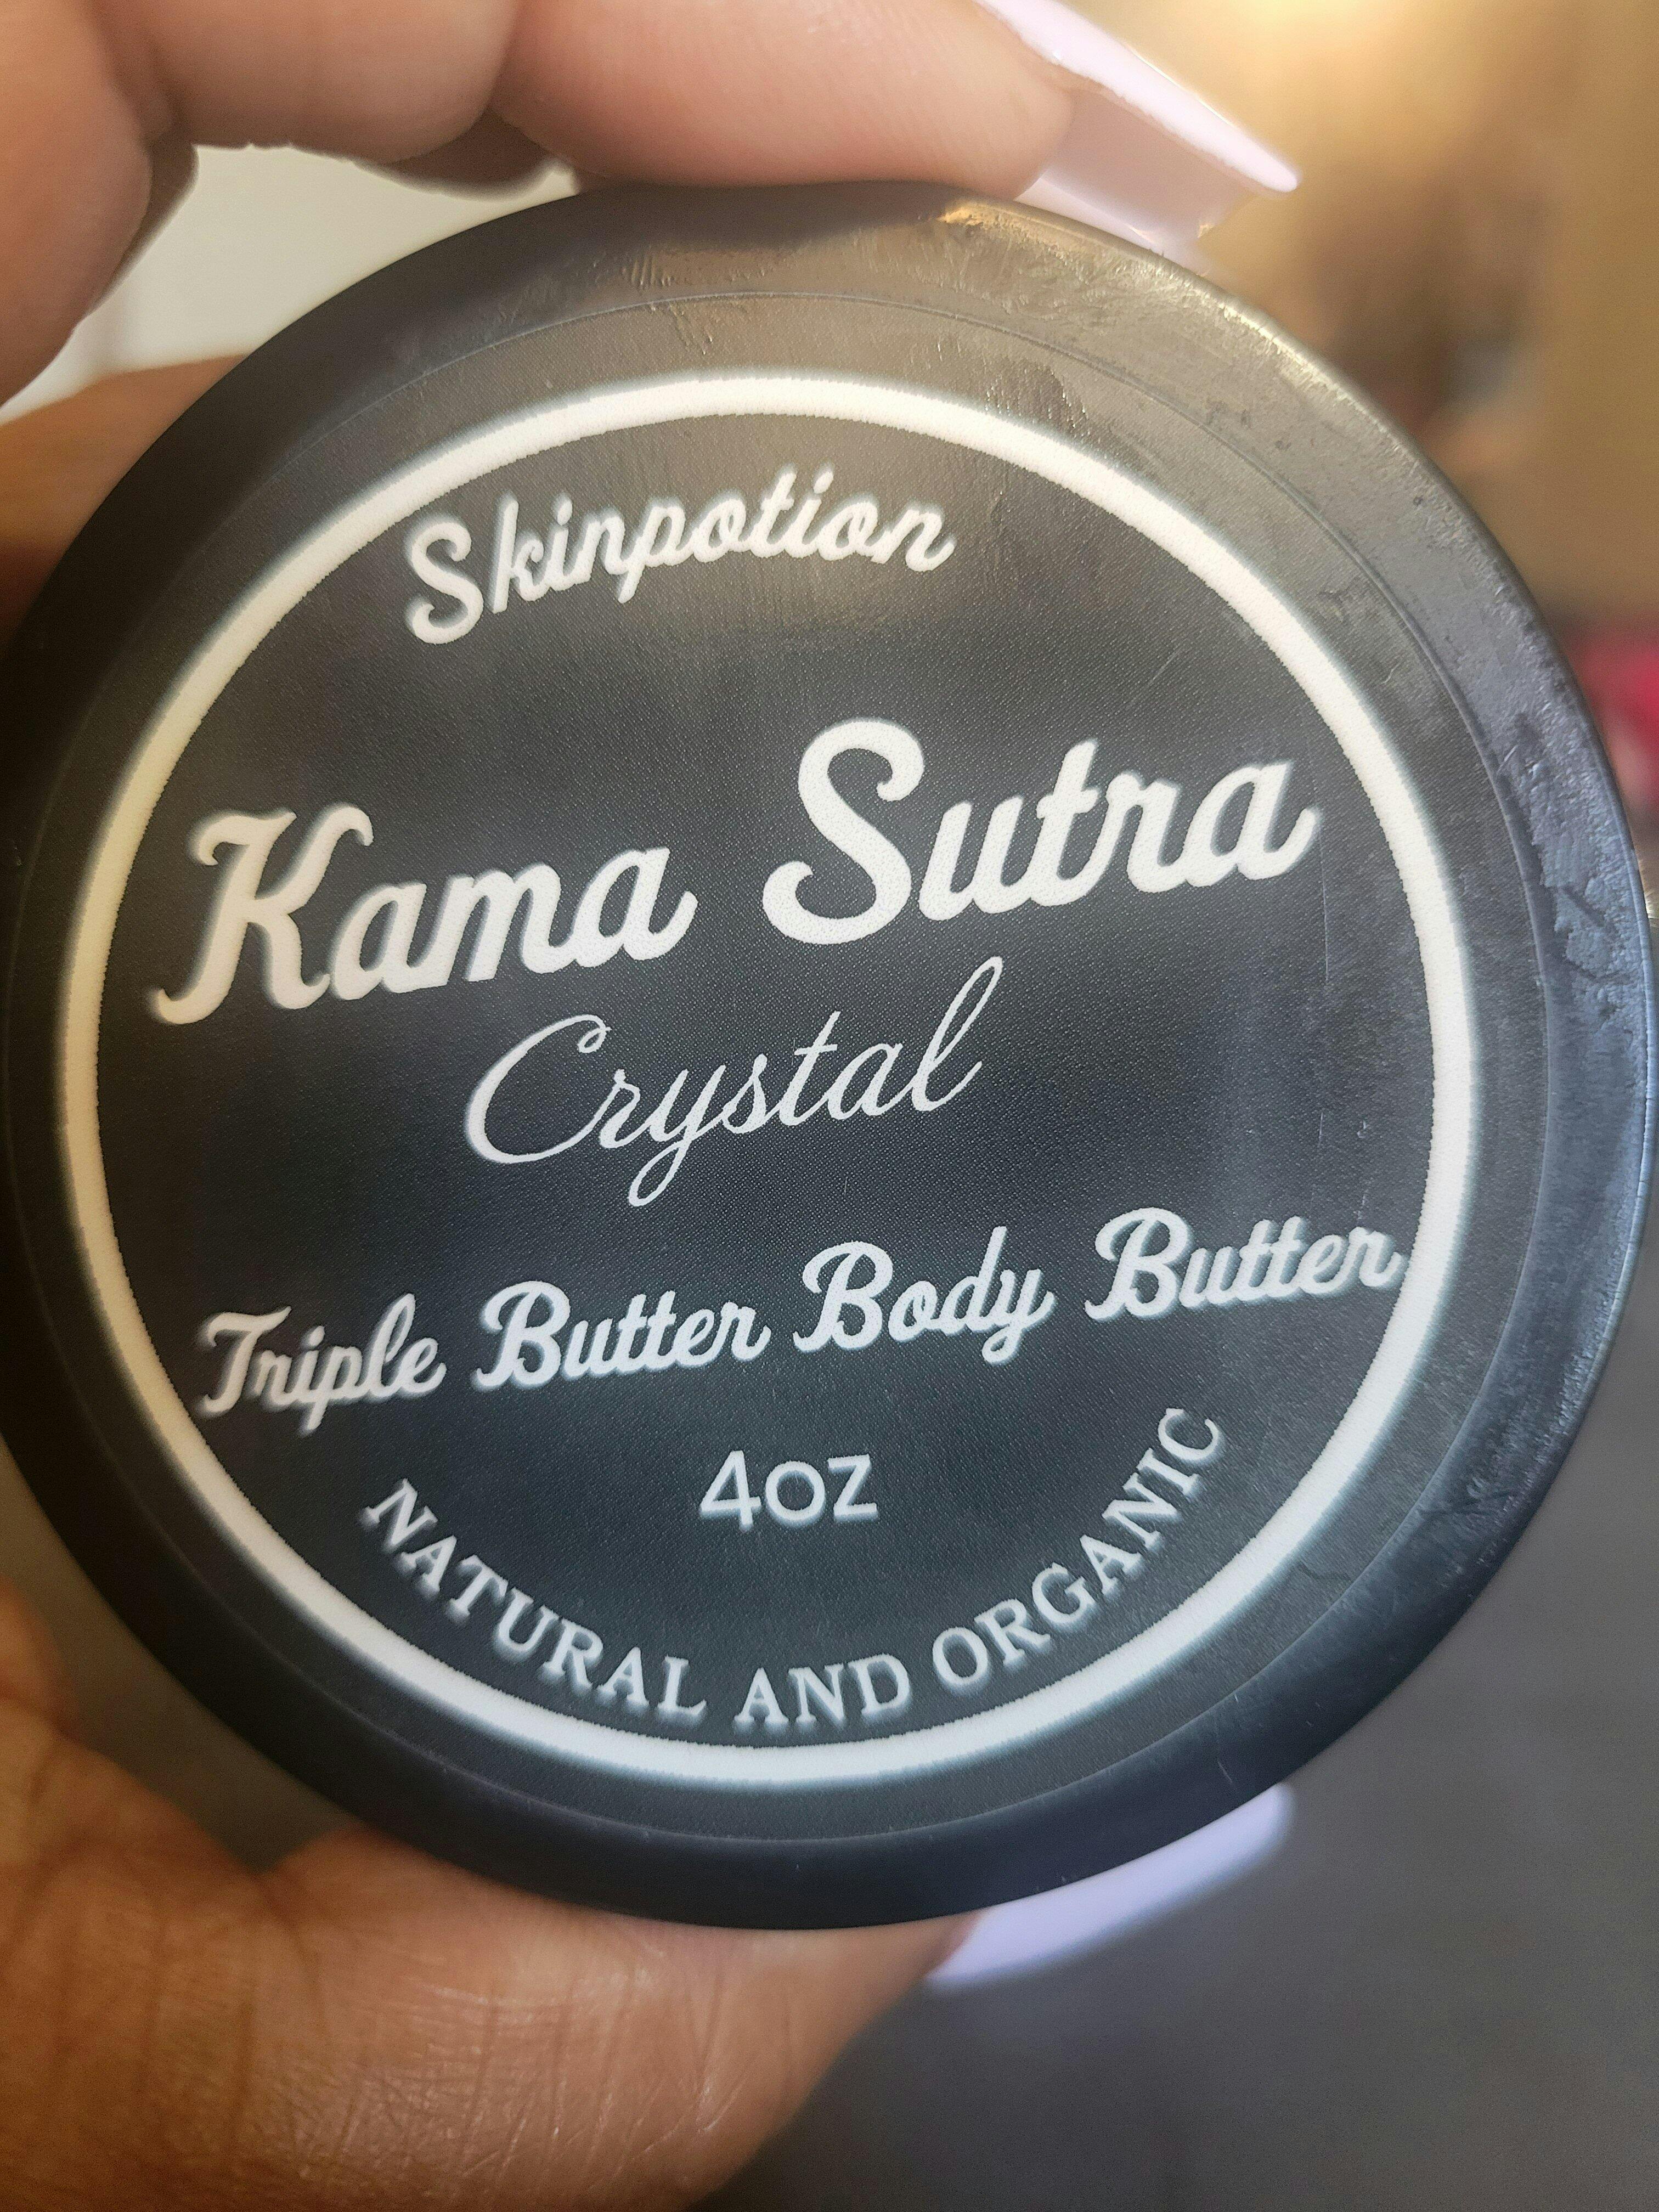 Skinpotion
Kama Sutra
Crystal
Triple Butter Body Butter
4oz
NATURAL AND ORGANIC